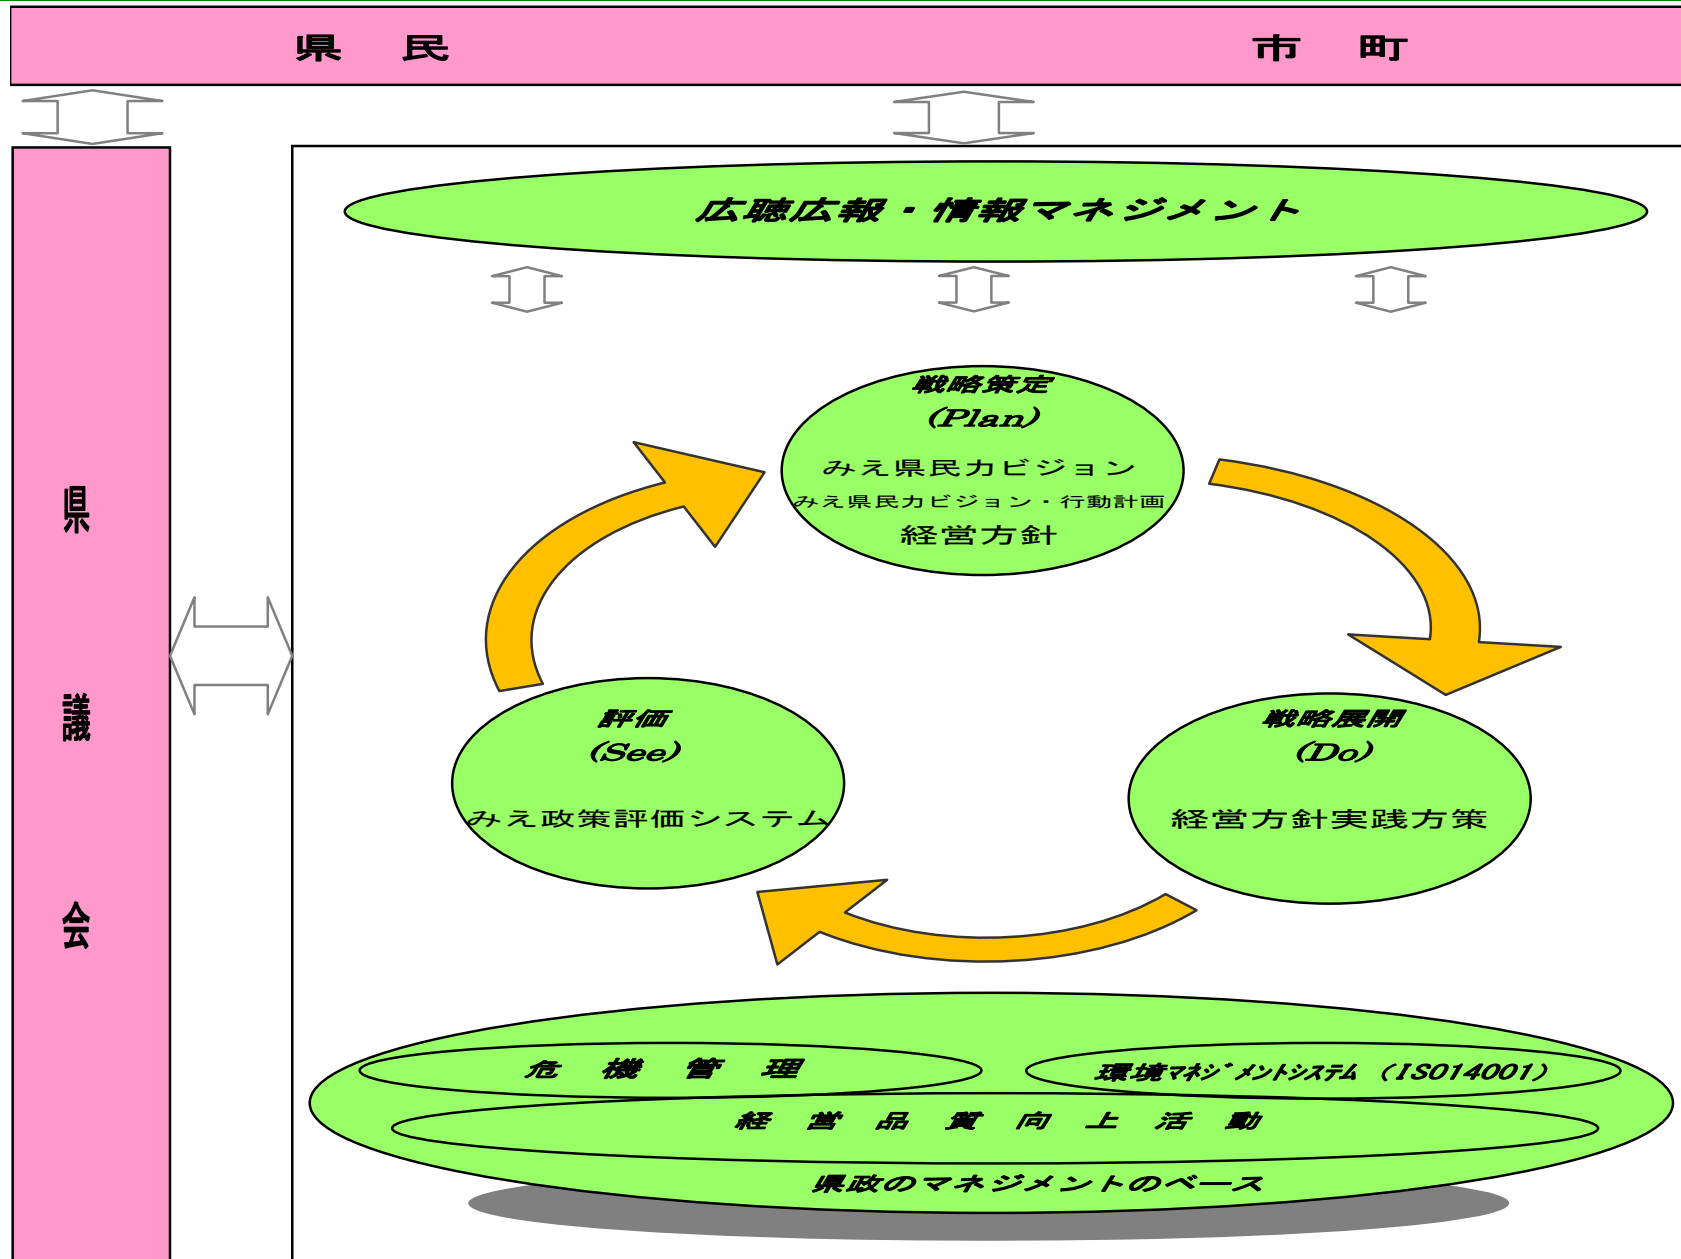 県　民　　市　町
広聴広報・情報マネジメント
戦略策定
(Plan)
みえ県民力ビジョン
みえ県民力ビジョン・行動計画
経営方針
県議会
評価
(See)
みえ政策評価システム
戦略展開
(Do)
経営方針実践方策
危　機　管　理
環境ﾏﾈｼﾞﾒﾝﾄｼｽﾃﾑ（ISO14001）
経　営　品　質　向　上　活　動
県政のマネジメントのベース